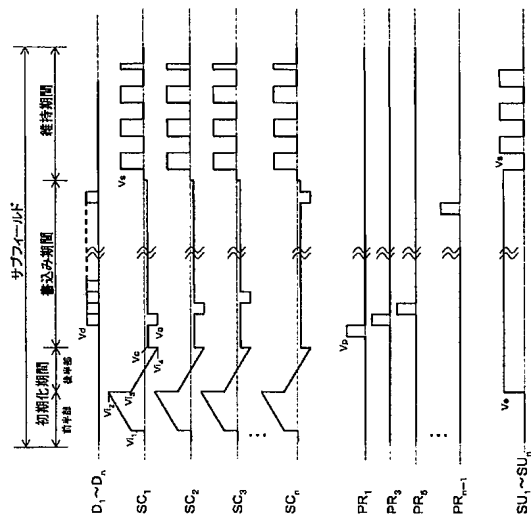 サブフィールド
初期化期間
書込み期間
維持期間
前半部
後半部
D₁~Dₙ
Vd
SC₁
Vi₁
Vi₂
Vi₃
Vi₄
Vc
Va
Vs
SC₂
SC₃
...
SCₙ
PR₁
Vp
PR₃
PR₅
...
PRₙ₋₁
SU₁~SUₙ
Ve
Vs